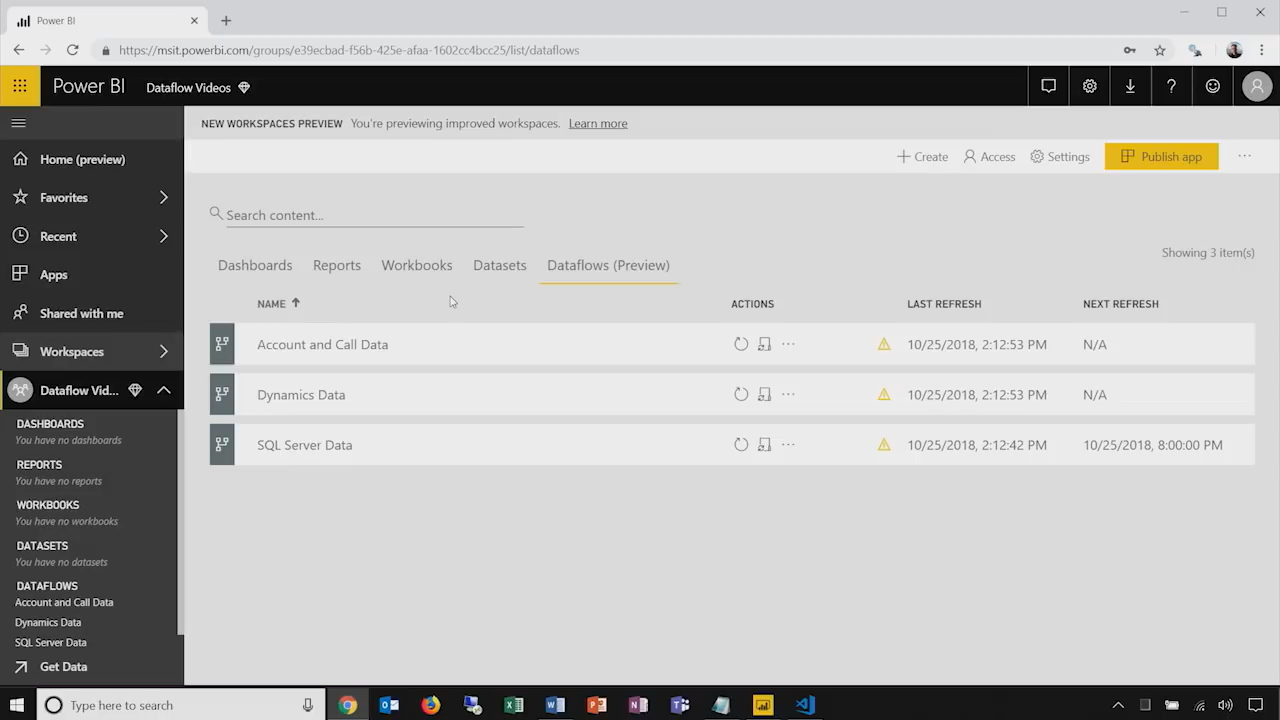 Power BI
https://msit.powerbi.com/groups/e39ecbad-f56b-425e-afaa-1602cc4bcc25/list/dataflows
Power BI Dataflow Videos
NEW WORKSPACES PREVIEW You're previewing improved workspaces. Learn more
Create Access Settings Publish app
Home (preview)
Favorites
Recent
Apps
Shared with me
Workspaces
Dataflow Vid...
DASHBOARDS
You have no dashboards
REPORTS
You have no reports
WORKBOOKS
You have no workbooks
DATASETS
You have no datasets
DATAFLOWS
Account and Call Data
Dynamics Data
SQL Server Data
Get Data
Search content...
Showing 3 item(s)
Dashboards Reports Workbooks Datasets Dataflows (Preview)
NAME ACTIONS LAST REFRESH NEXT REFRESH
Account and Call Data 10/25/2018, 2:12:53 PM N/A
Dynamics Data 10/25/2018, 2:12:53 PM N/A
SQL Server Data 10/25/2018, 2:12:42 PM 10/25/2018, 8:00:00 PM
Type here to search